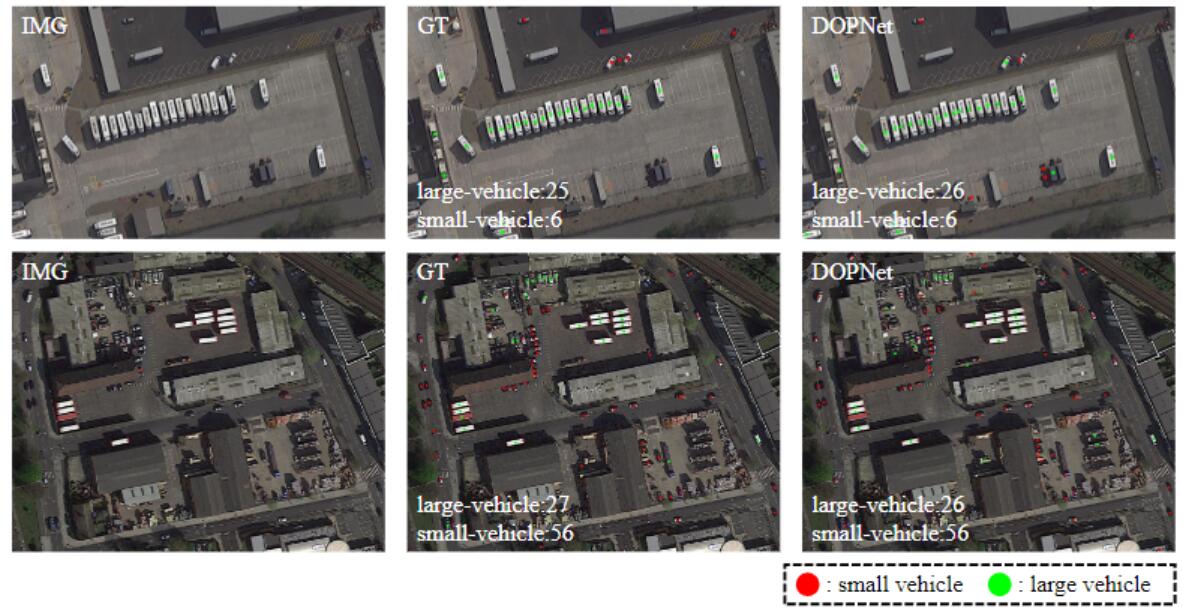 IMG
GT
DOPNet
large-vehicle:25
small-vehicle:6
large-vehicle:26
small-vehicle:6
IMG
GT
DOPNet
large-vehicle:27
small-vehicle:56
large-vehicle:26
small-vehicle:56
: small vehicle : large vehicle